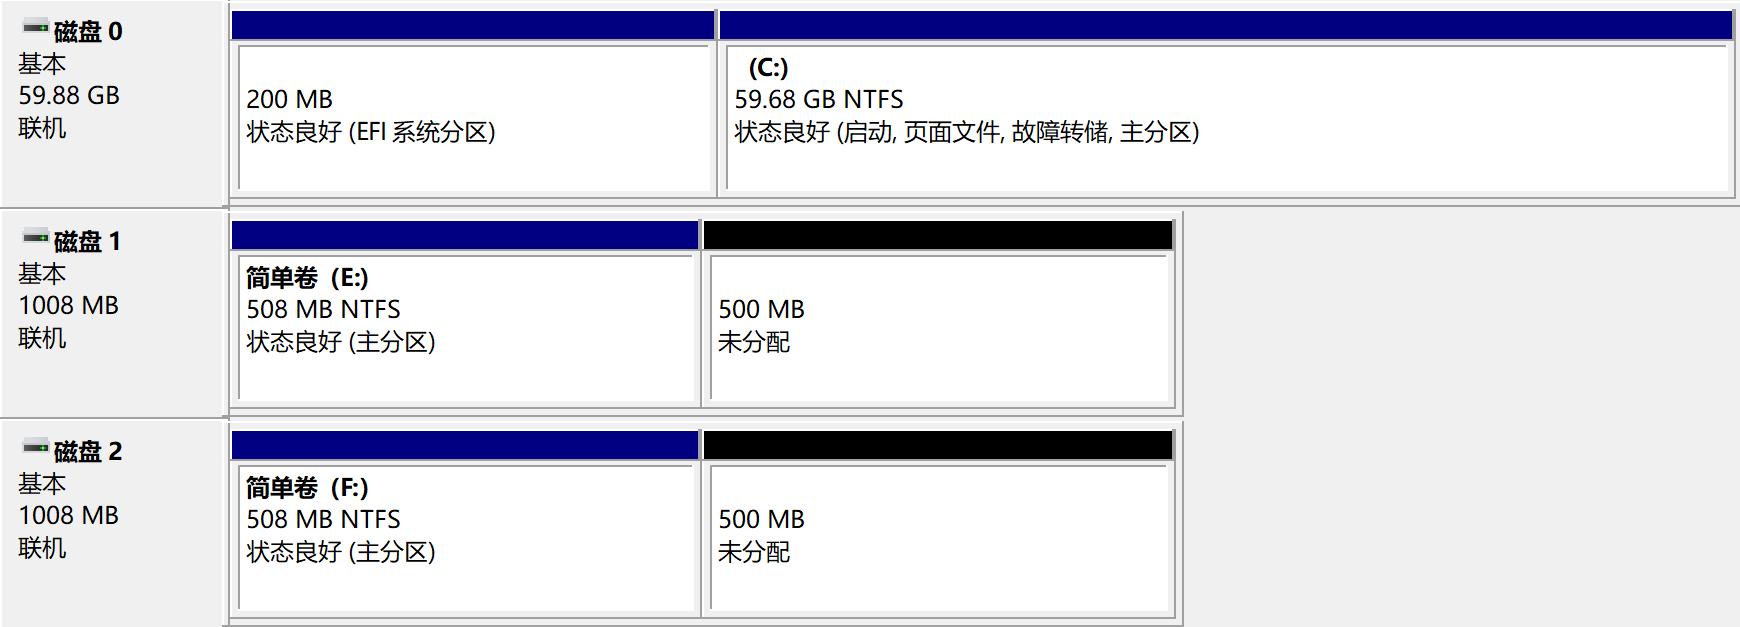 磁盘 0
基本
59.88 GB
联机
200 MB
状态良好 (EFI 系统分区)
(C:)
59.68 GB NTFS
状态良好 (启动, 页面文件, 故障转储, 主分区)
磁盘 1
基本
1008 MB
联机
简单卷 (E:)
508 MB NTFS
状态良好 (主分区)
500 MB
未分配
磁盘 2
基本
1008 MB
联机
简单卷 (F:)
508 MB NTFS
状态良好 (主分区)
500 MB
未分配